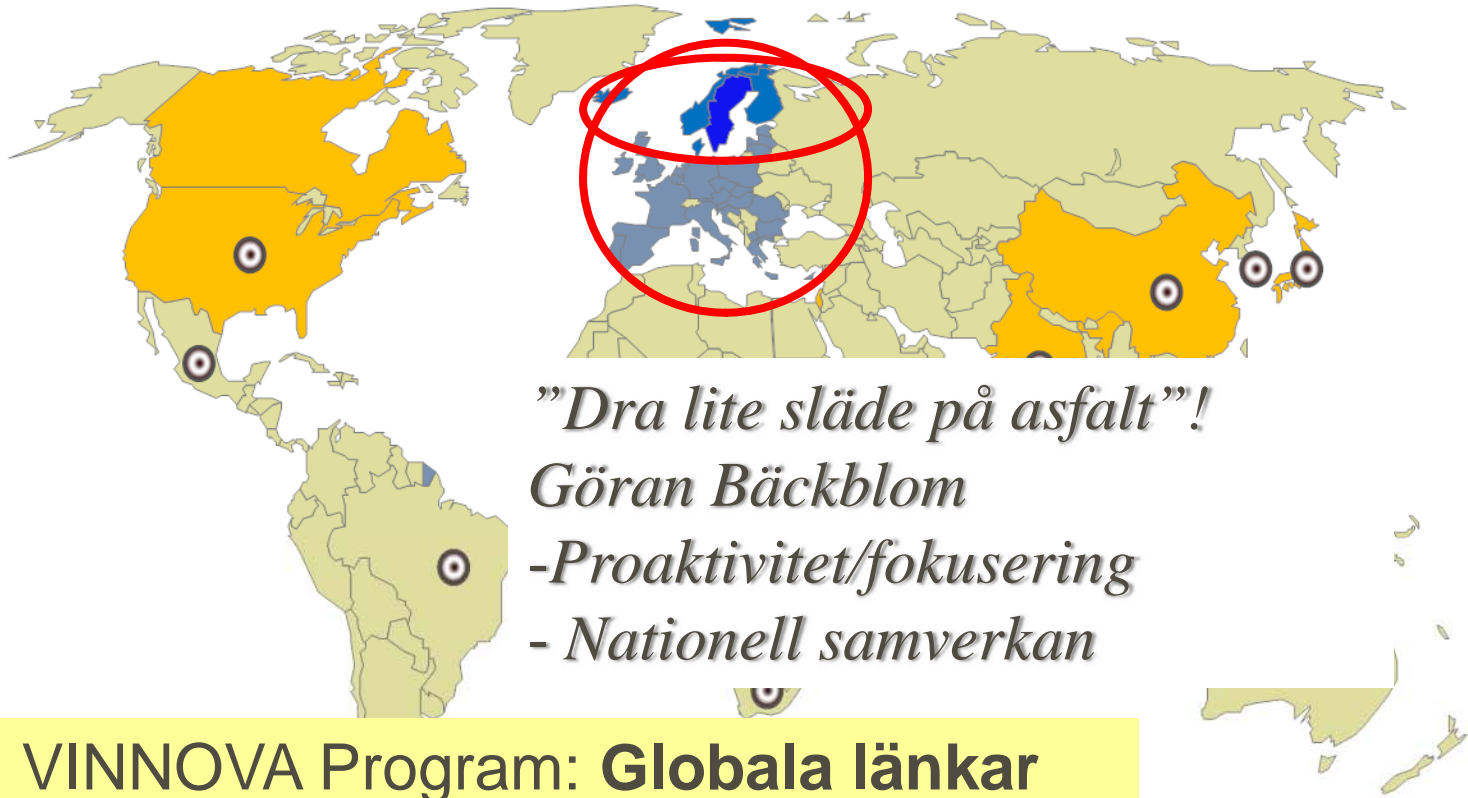 ”Dra lite släde på asfalt”!
Göran Bäckblom
-Proaktivitet/fokusering
- Nationell samverkan
VINNOVA Program: Globala länkar